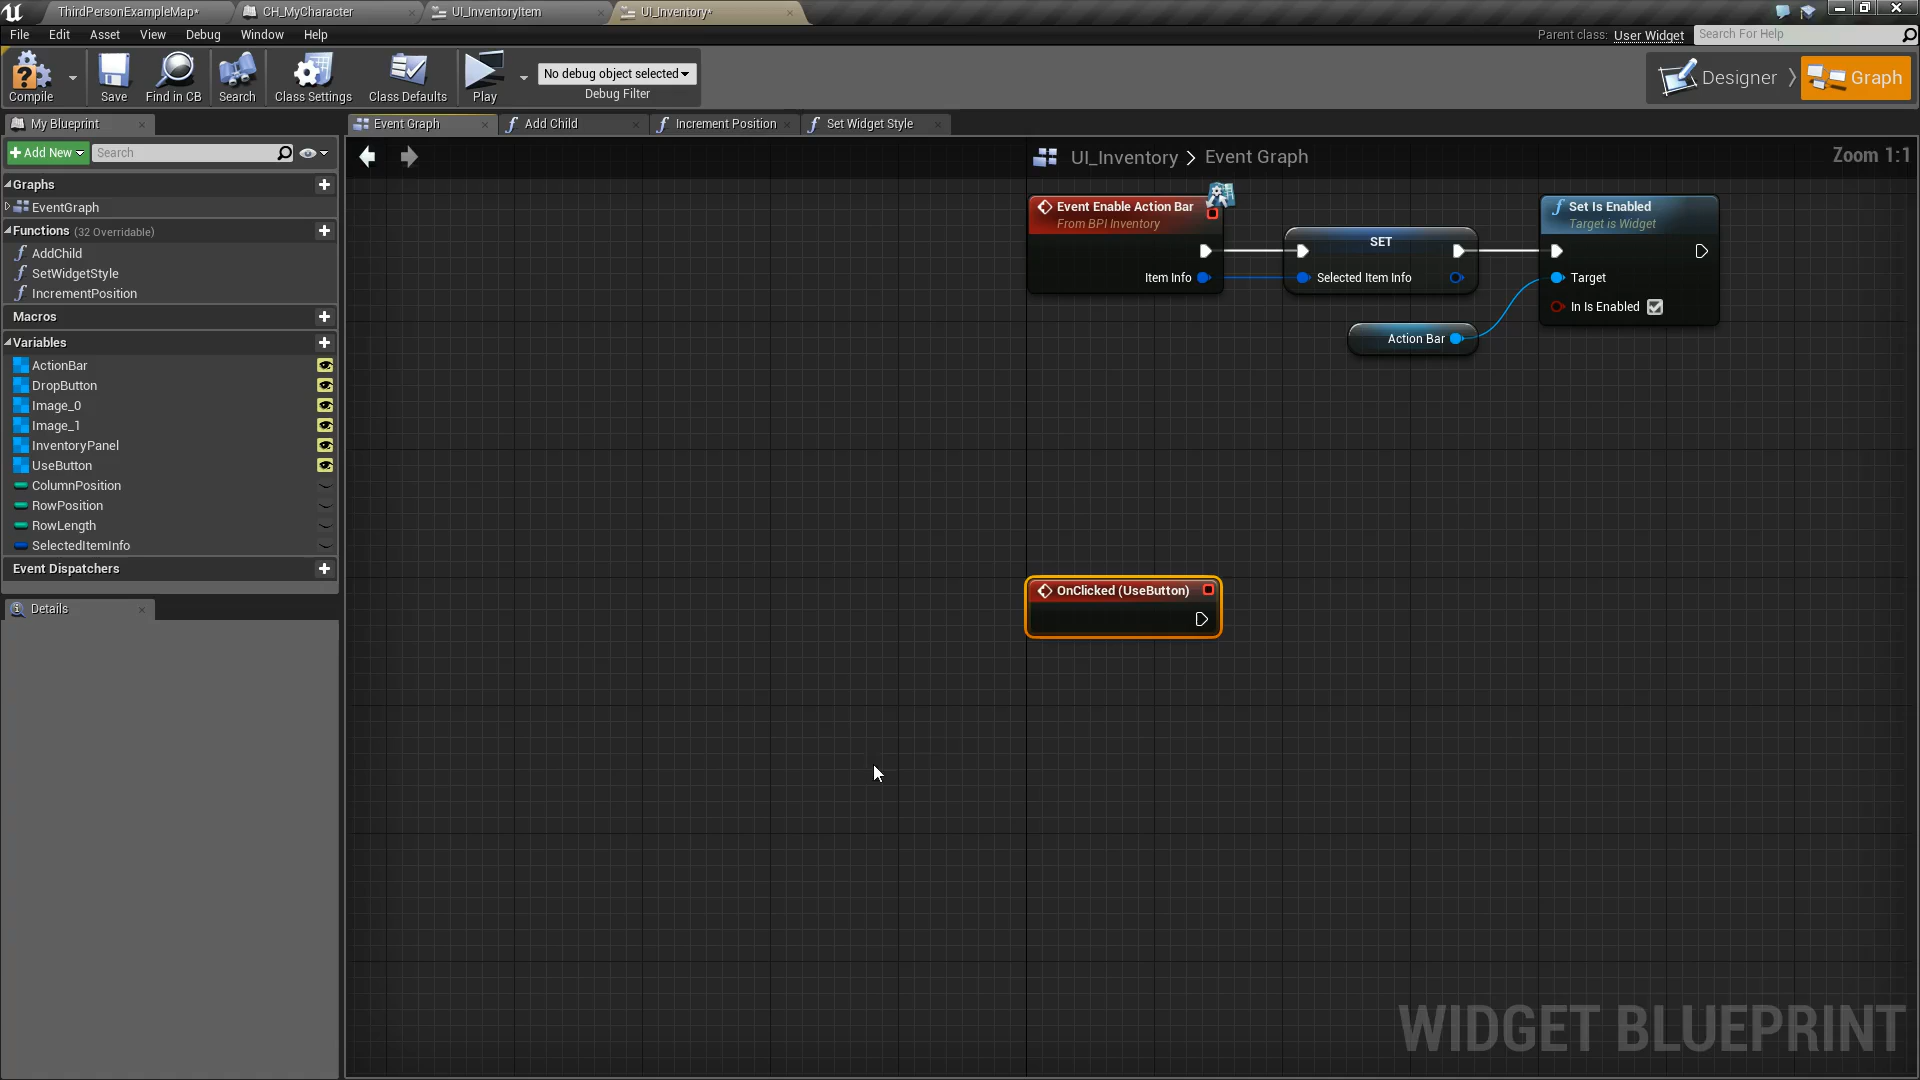 ThirdPersonExampleMap*
CH_MyCharacter
UI_InventoryItem
UI_Inventory*
File
Edit
Asset
View
Debug
Window
Help
Parent class:
User Widget
Search For Help
Compile
Save
Find in CB
Search
Class Settings
Class Defaults
Play
No debug object selected
Debug Filter
Designer
Graph
My Blueprint
Event Graph
Add Child
Increment Position
Set Widget Style
Add New
Search
UI_Inventory
Event Graph
Zoom 1:1
Graphs
EventGraph
Functions (32 Overridable)
AddChild
SetWidgetStyle
IncrementPosition
Macros
Variables
ActionBar
DropButton
Image_0
Image_1
InventoryPanel
UseButton
ColumnPosition
RowPosition
RowLength
SelectedItemInfo
Event Dispatchers
Details
Event Enable Action Bar
From BPI Inventory
Item Info
SET
Selected Item Info
Action Bar
Set Is Enabled
Target is Widget
Target
In Is Enabled
OnClicked (UseButton)
WIDGET BLUEPRINT